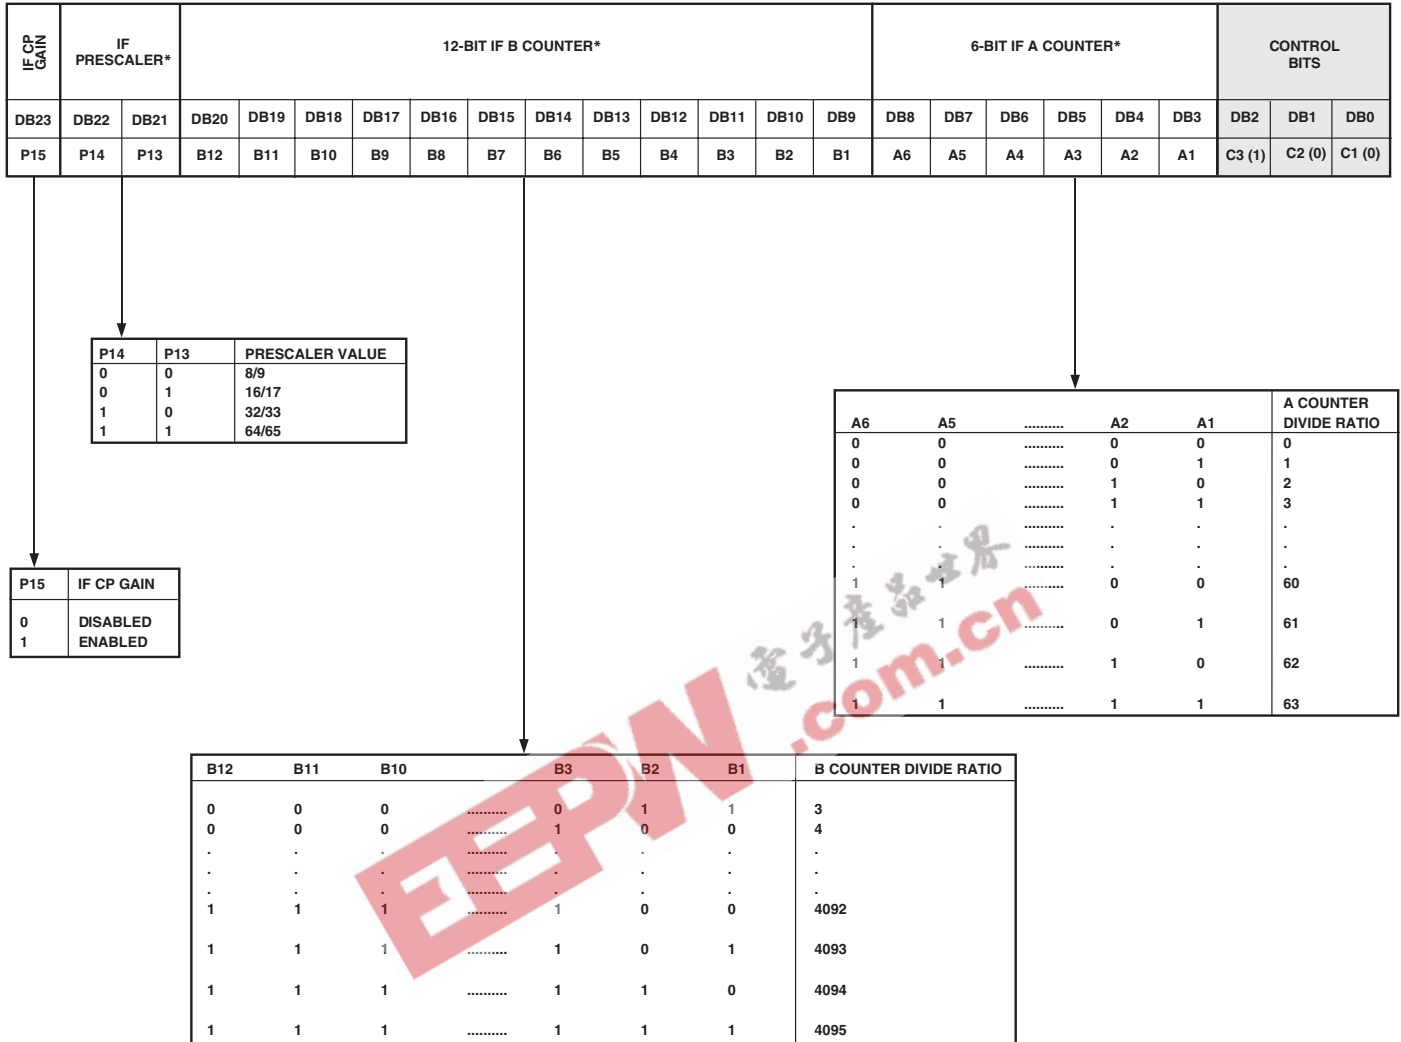 IF CP GAIN
IF PRESCALER*
12-BIT IF B COUNTER*
6-BIT IF A COUNTER*
CONTROL BITS
DB23 DB22 DB21 DB20 DB19 DB18 DB17 DB16 DB15 DB14 DB13 DB12 DB11 DB10 DB9 DB8 DB7 DB6 DB5 DB4 DB3 DB2 DB1 DB0
P15 P14 P13 B12 B11 B10 B9 B8 B7 B6 B5 B4 B3 B2 B1 A6 A5 A4 A3 A2 A1 C3 (1) C2 (0) C1 (0)
P14 P13 PRESCALER VALUE
0 0 8/9
0 1 16/17
1 0 32/33
1 1 64/65
A6 A5 .......... A2 A1 A COUNTER DIVIDE RATIO
0 0 .......... 0 0 0
0 0 .......... 0 1 1
0 0 .......... 1 0 2
0 0 .......... 1 1 3
. . .......... . . .
. . .......... . . .
. . .......... . . .
1 1 .......... 0 0 60
1 1 .......... 0 1 61
1 1 .......... 1 0 62
1 1 .......... 1 1 63
P15 IF CP GAIN
0 DISABLED
1 ENABLED
B12 B11 B10 B3 B2 B1 B COUNTER DIVIDE RATIO
0 0 0 .......... 0 1 1 3
0 0 0 .......... 1 0 0 4
. . . .......... . . . .
. . . .......... . . . .
. . . .......... . . . .
1 1 1 .......... 1 0 0 4092
1 1 1 .......... 1 0 1 4093
1 1 1 .......... 1 1 0 4094
1 1 1 .......... 1 1 1 4095
EEPW
.com.cn
電子產品世界